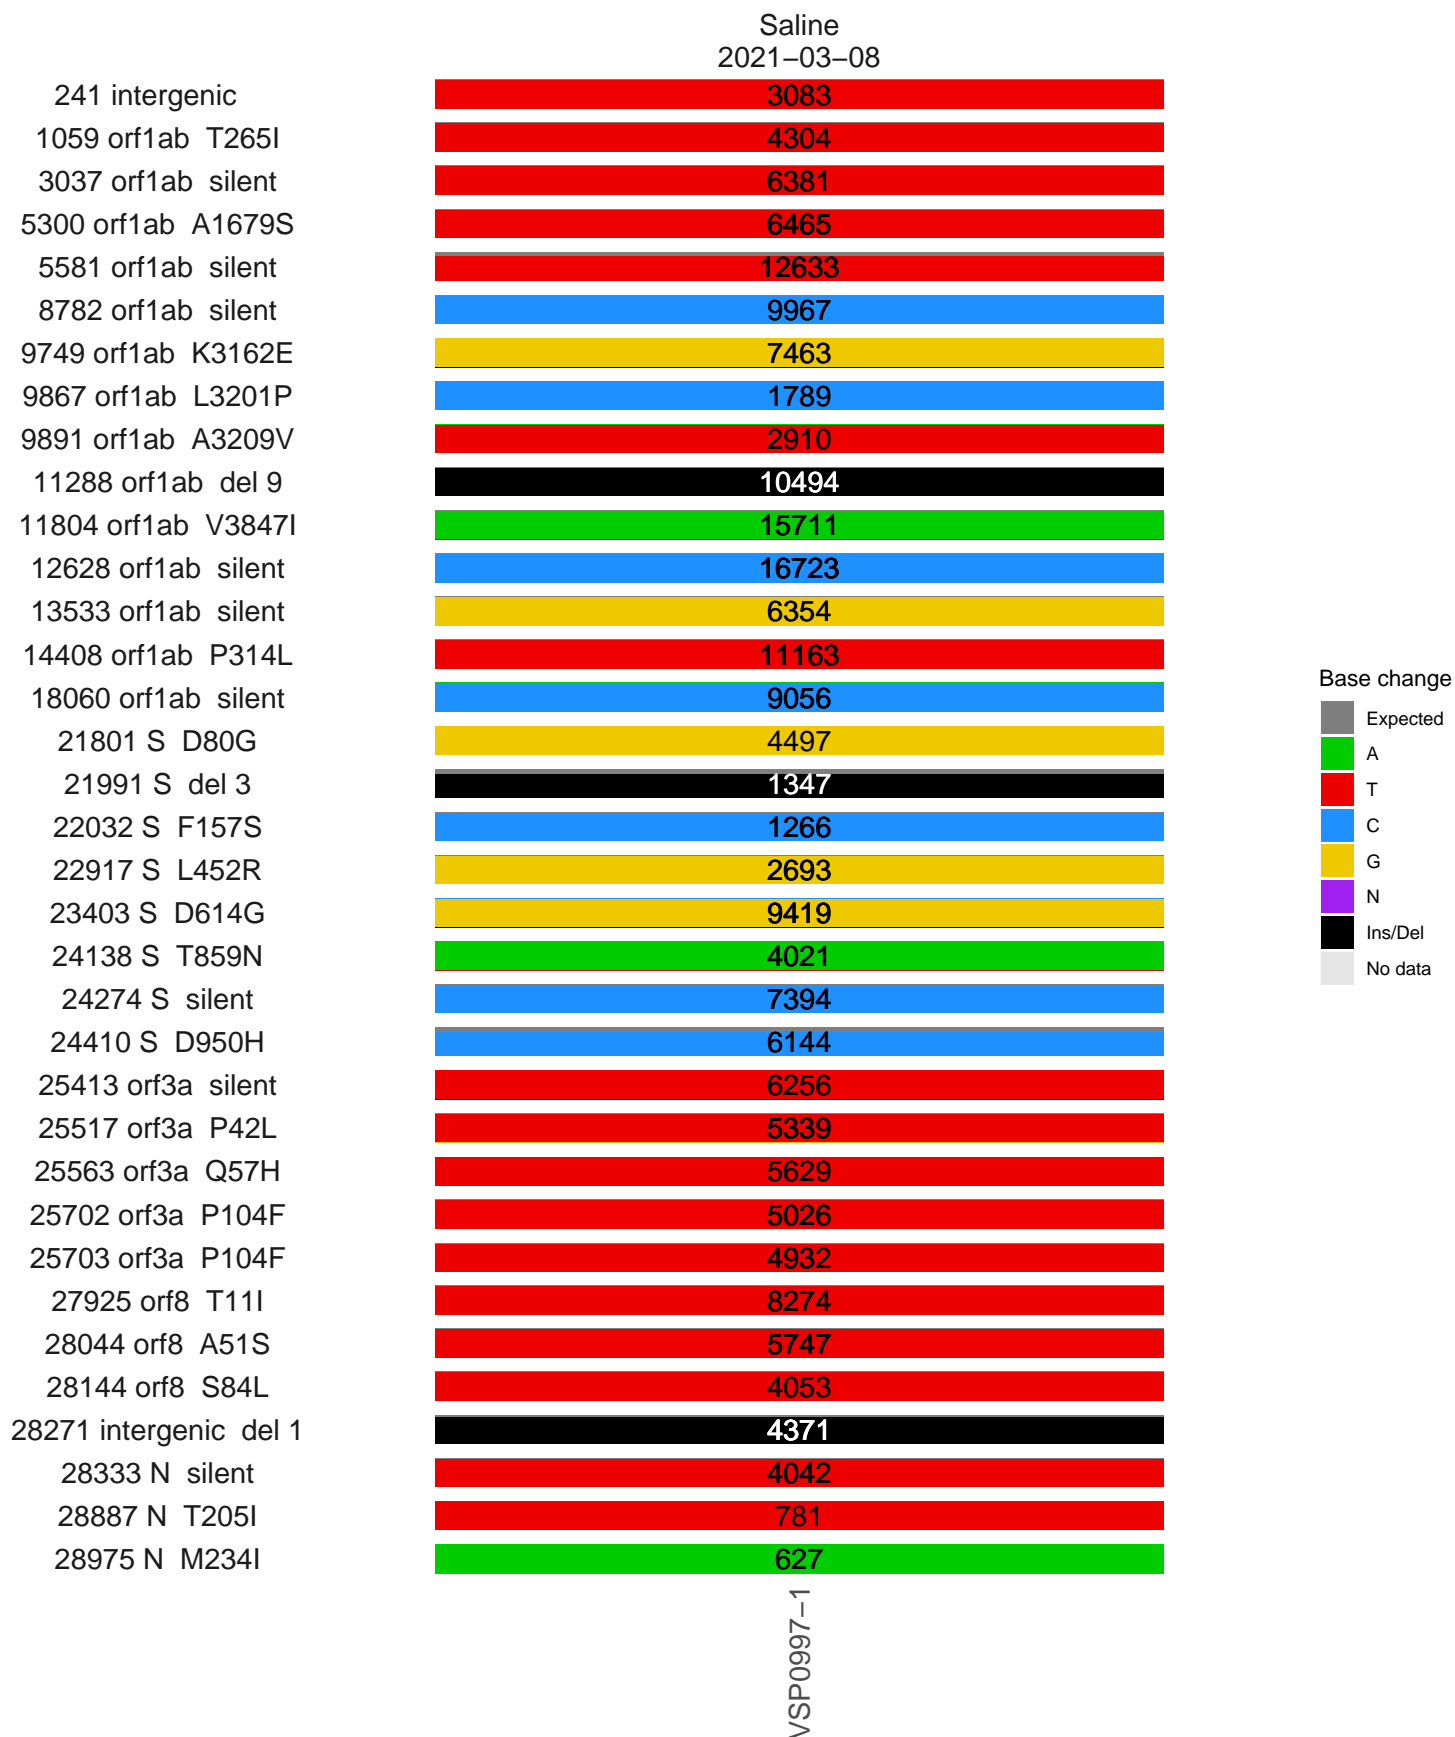 Saline
2021−03−08
241 intergenic 3083
1059 orf1ab T265I 4304
3037 orf1ab silent 6381
5300 orf1ab A1679S 6465
5581 orf1ab silent 12633
8782 orf1ab silent 9967
9749 orf1ab K3162E 7463
9867 orf1ab L3201P 1789
9891 orf1ab A3209V 2910
11288 orf1ab del 9 10494
11804 orf1ab V3847I 15711
12628 orf1ab silent 16723
13533 orf1ab silent 6354
14408 orf1ab P314L 11163
18060 orf1ab silent 9056
21801 S D80G 4497
21991 S del 3 1347
22032 S F157S 1266
22917 S L452R 2693
23403 S D614G 9419
24138 S T859N 4021
24274 S silent 7394
24410 S D950H 6144
25413 orf3a silent 6256
25517 orf3a P42L 5339
25563 orf3a Q57H 5629
25702 orf3a P104F 5026
25703 orf3a P104F 4932
27925 orf8 T11I 8274
28044 orf8 A51S 5747
28144 orf8 S84L 4053
28271 intergenic del 1 4371
28333 N silent 4042
28887 N T205I 781
28975 N M234I 627
VSP0997−1
Base change
Expected
A
T
C
G
N
Ins/Del
No data